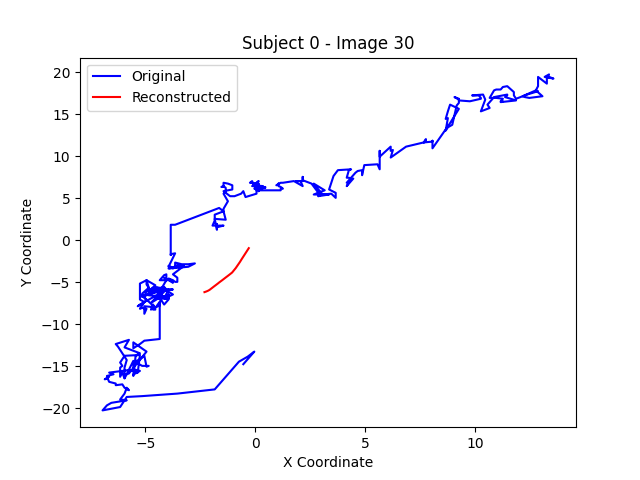 Subject 0 - Image 30
Original
Reconstructed
20
15
10
5
0
−5
−10
−15
−20
Y Coordinate
−5
0
5
10
X Coordinate